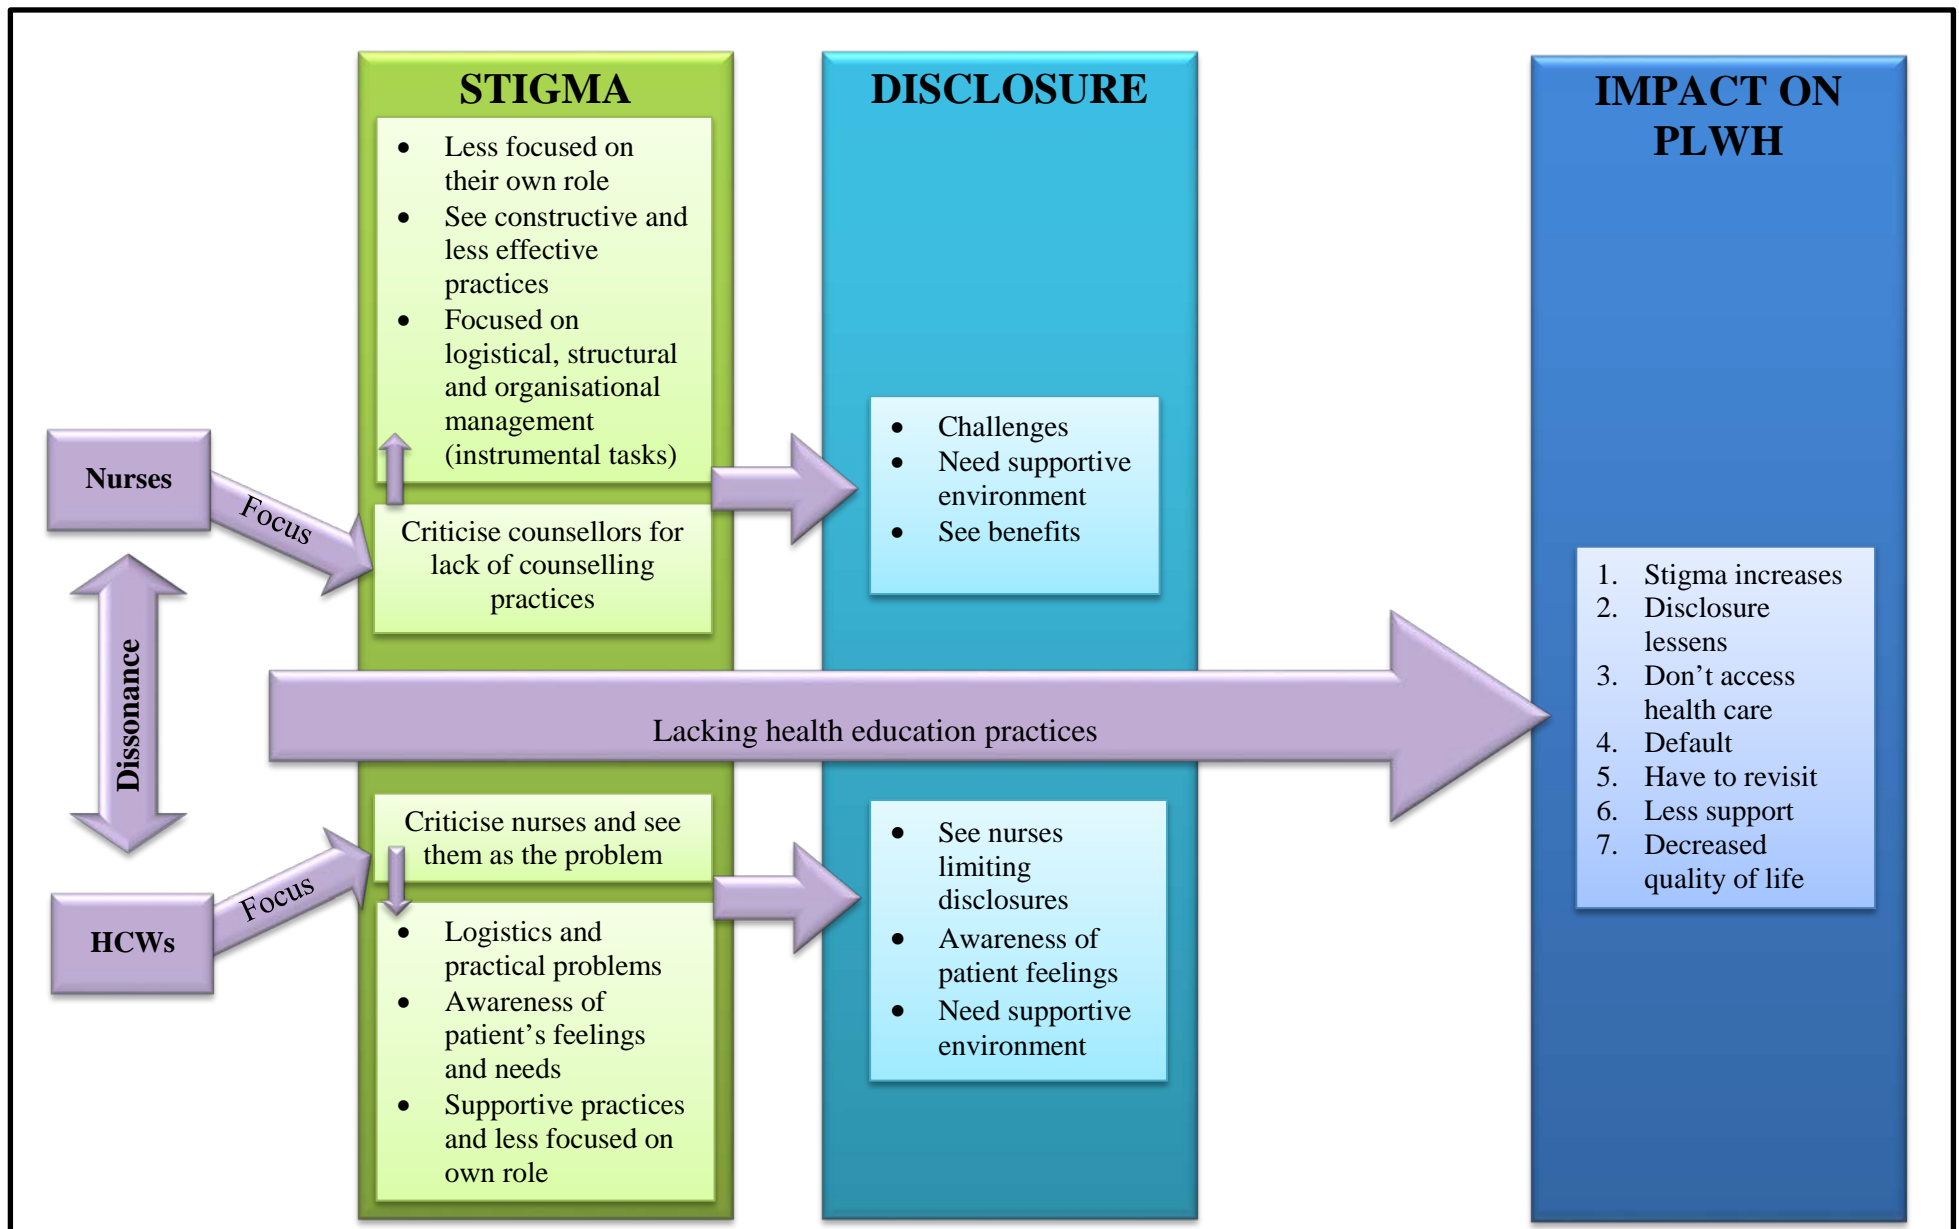 STIGMA
Less focused on
their own role
See constructive and
less effective
practices
Focused on
logistical, structural
and organisational
management
(instrumental tasks)
Criticise counsellors for
lack of counselling
practices
DISCLOSURE
Challenges
Need supportive
environment
See benefits
IMPACT ON
PLWH
1. Stigma increases
2. Disclosure
lessens
3. Don’t access
health care
4. Default
5. Have to revisit
6. Less support
7. Decreased
quality of life
Nurses
Focus
Dissonance
Lacking health education practices
HCWs
Focus
Criticise nurses and see
them as the problem
Logistics and
practical problems
Awareness of
patient’s feelings
and needs
Supportive practices
and less focused on
own role
See nurses
limiting
disclosures
Awareness of
patient feelings
Need supportive
environment